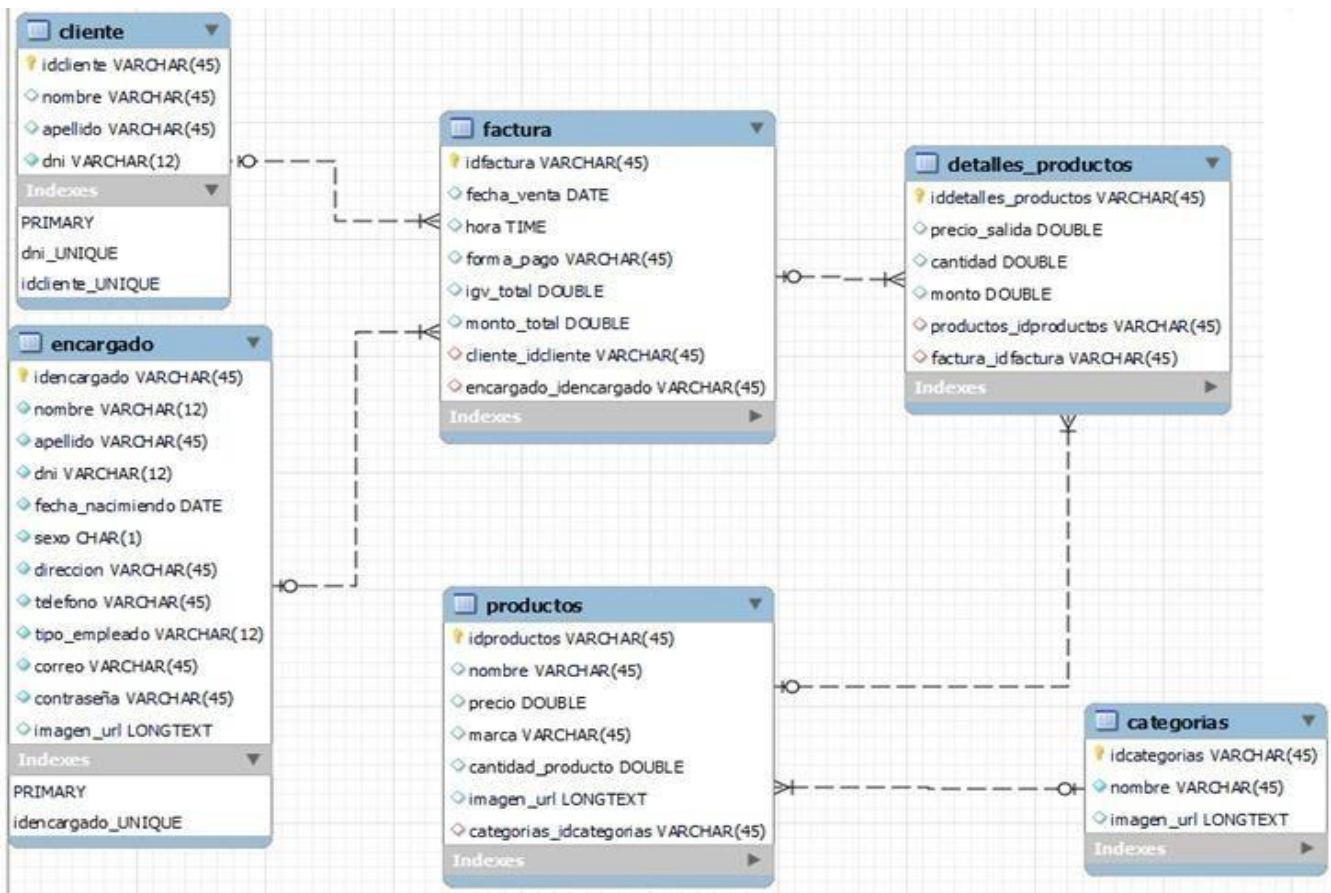 cliente
idcliente VARCHAR(45)
nombre VARCHAR(45)
apellido VARCHAR(45)
dni VARCHAR(12)
Indexes
PRIMARY
dni_UNIQUE
idcliente_UNIQUE
encargado
idencargado VARCHAR(45)
nombre VARCHAR(12)
apellido VARCHAR(45)
dni VARCHAR(12)
fecha_nacimiendo DATE
sexo CHAR(1)
direccion VARCHAR(45)
telefono VARCHAR(45)
tipo_empleado VARCHAR(12)
correo VARCHAR(45)
contraseña VARCHAR(45)
imagen_url LONGTEXT
Indexes
PRIMARY
idencargado_UNIQUE
factura
idfactura VARCHAR(45)
fecha_venta DATE
hora TIME
forma_pago VARCHAR(45)
igv_total DOUBLE
monto_total DOUBLE
cliente_idcliente VARCHAR(45)
encargado_idencargado VARCHAR(45)
Indexes
detalles_productos
iddetalles_productos VARCHAR(45)
precio_salida DOUBLE
cantidad DOUBLE
monto DOUBLE
productos_idproductos VARCHAR(45)
factura_idfactura VARCHAR(45)
Indexes
productos
idproductos VARCHAR(45)
nombre VARCHAR(45)
precio DOUBLE
marca VARCHAR(45)
cantidad_producto DOUBLE
imagen_url LONGTEXT
categorias_idcategorias VARCHAR(45)
Indexes
categorias
idcategorias VARCHAR(45)
nombre VARCHAR(45)
imagen_url LONGTEXT
Indexes